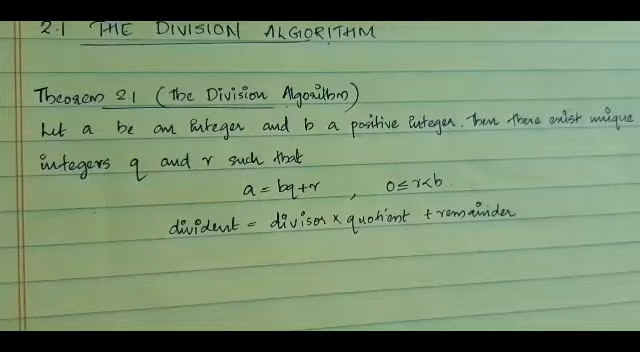 2.1 THE DIVISION ALGORITHM
Theorem 2.1 (The Division Algorithm)
Let a be an integer and b a positive integer. Then there exist unique
integers q and r such that
a = bq+r , 0≤r<b.
divident = divisor × quotient + remainder